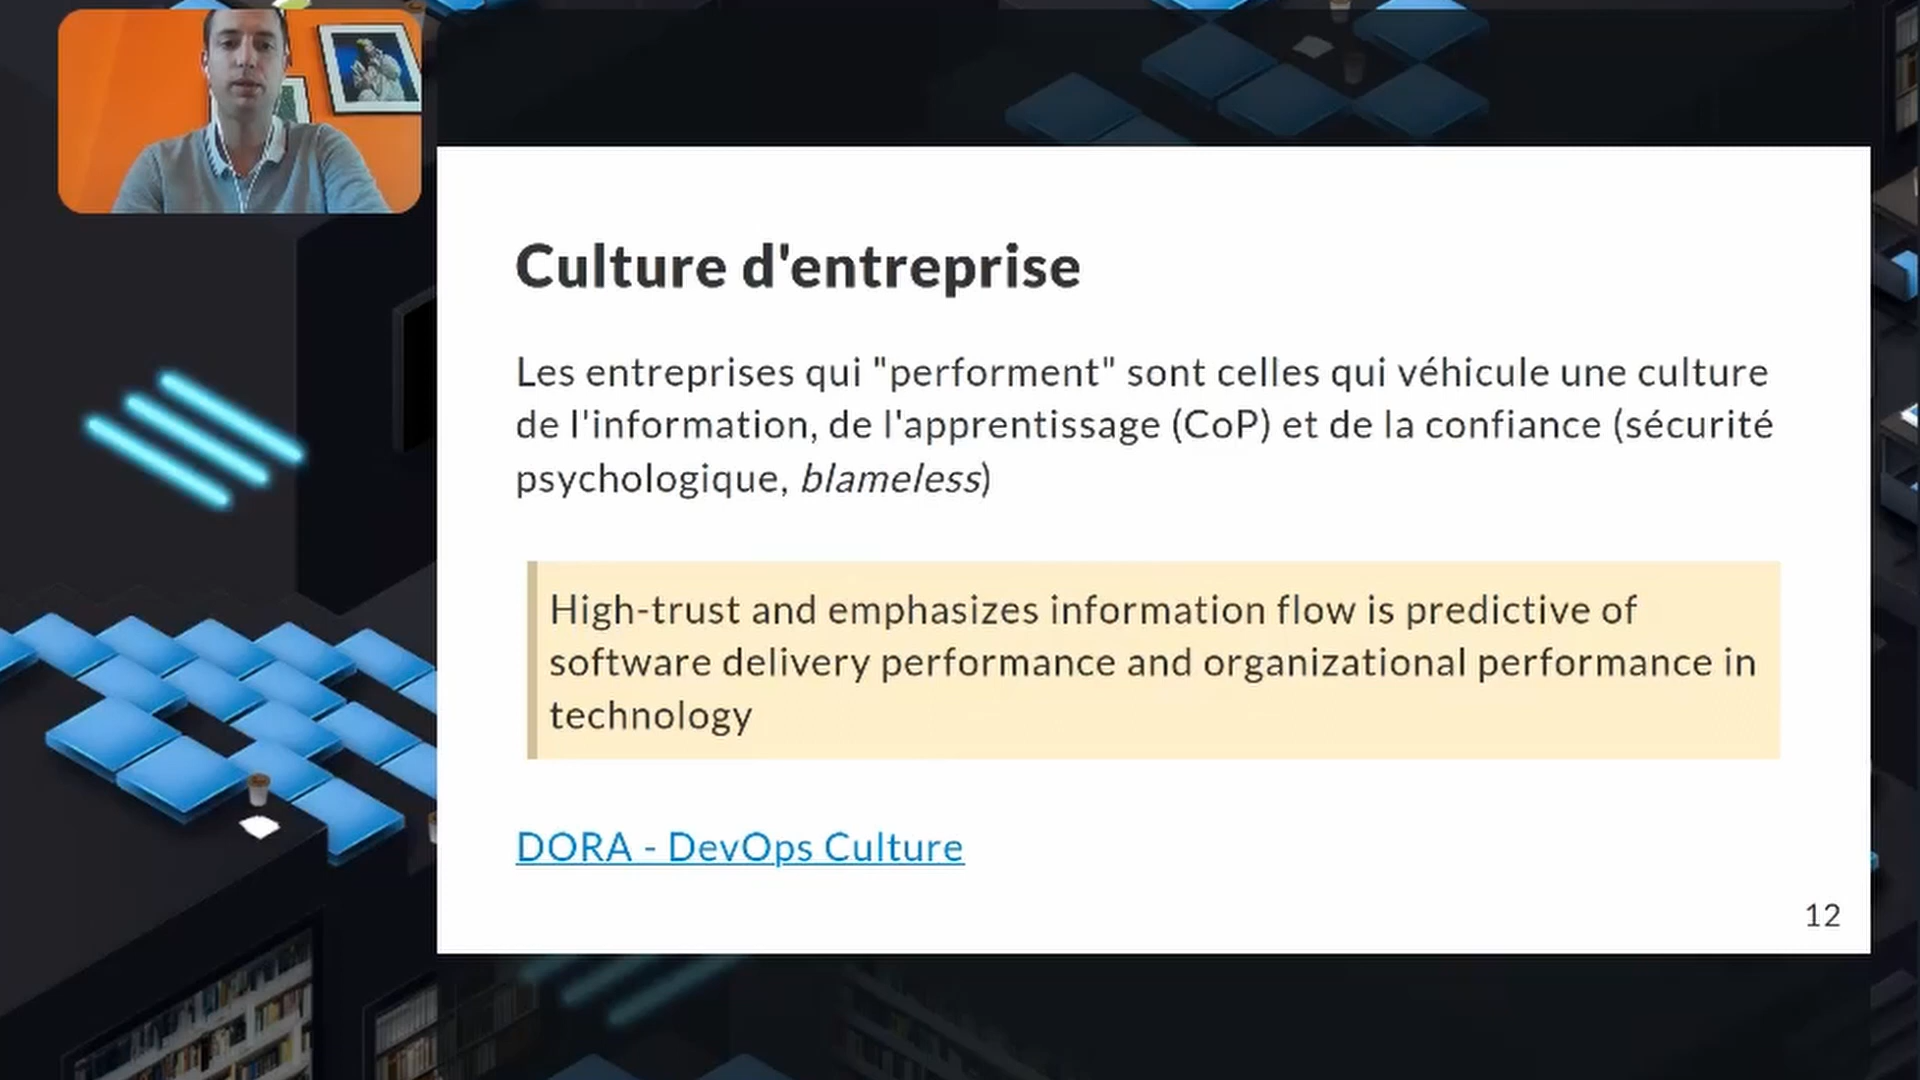 Culture d'entreprise
Les entreprises qui "performent" sont celles qui véhicule une culture
de l'information, de l'apprentissage (CoP) et de la confiance (sécurité
psychologique, blameless)
High-trust and emphasizes information flow is predictive of
software delivery performance and organizational performance in
technology
DORA - DevOps Culture
12